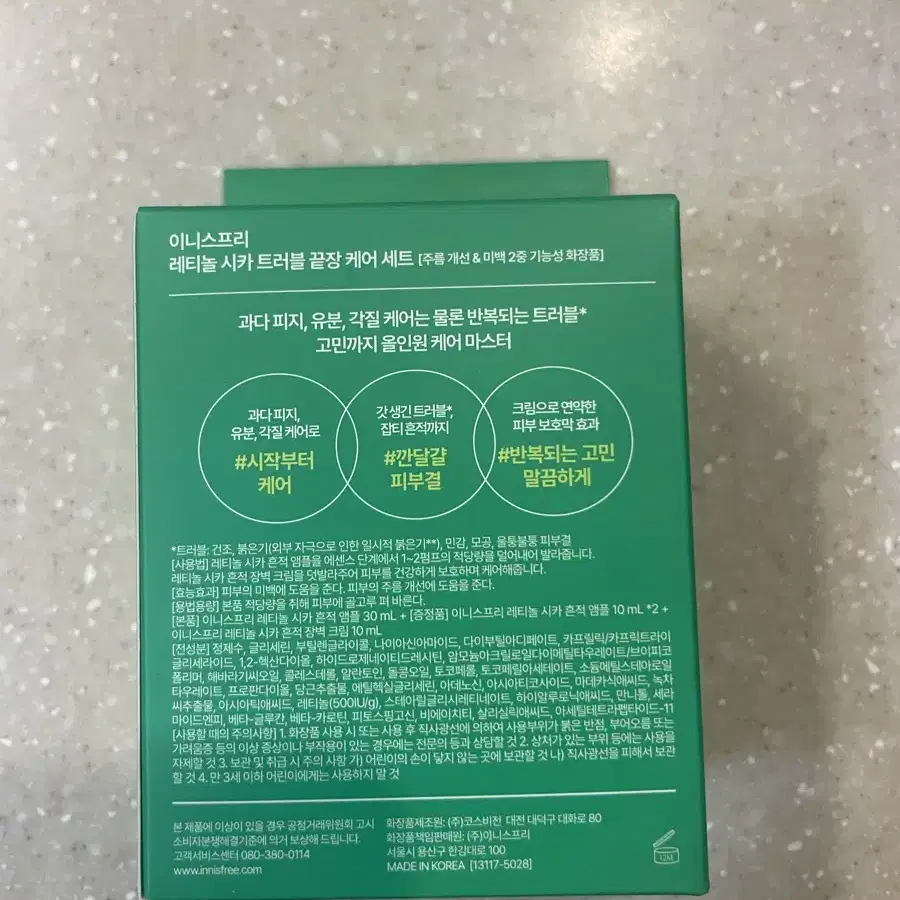 이니스프리
레티놀 시카 트러블 끝장 케어 세트 [주름 개선 & 미백 2중 기능성 화장품]
과다 피지, 유분, 각질 케어는 물론 반복되는 트러블*
고민까지 올인원 케어 마스터
과다 피지,
유분, 각질 케어로
#시작부터
케어
갓 생긴 트러블*,
잡티 흔적까지
#깐달걀
피부결
크림으로 연약한
피부 보호막 효과
#반복되는 고민
말끔하게
*트러블: 건조, 붉은기(외부 자극으로 인한 일시적 붉은기**), 민감, 모공, 울퉁불퉁 피부결
[사용법] 레티놀 시카 흔적 앰플을 에센스 단계에서 1~2펌프의 적당량을 덜어내어 발라줍니다.
레티놀 시카 흔적 장벽 크림을 덧발라주어 피부를 건강하게 보호하며 케어해줍니다.
[효능효과] 피부의 미백에 도움을 준다. 피부의 주름 개선에 도움을 준다.
[용법용량] 본품 적당량을 취해 피부에 골고루 펴 바른다.
[본품] 이니스프리 레티놀 시카 흔적 앰플 30 mL + [증정품] 이니스프리 레티놀 시카 흔적 앰플 10 mL *2 +
이니스프리 레티놀 시카 흔적 장벽 크림 10 mL
[전성분] 정제수, 글리세린, 부틸렌글라이콜, 나이아신아마이드, 다이부틸아디페이트, 카프릴릭/카프릭트라이
글리세라이드, 1,2-헥산다이올, 하이드로제네이티드레시틴, 암모늄아크릴로일다이메틸타우레이트/브이피코
폴리머, 해바라기씨오일, 콜레스테롤, 알란토인, 돌콩오일, 토코페롤, 토코페릴아세테이트, 소듐메틸스테아로일
타우레이트, 프로판다이올, 당근추출물, 에틸헥실글리세린, 아데노신, 아시아티코사이드, 마데카식애씨드, 녹차
씨추출물, 아시아틱애씨드, 레티놀(500IU/g), 스테아릴글리시레티네이트, 하이알루로닉애씨드, 만니톨, 세라
마이드엔피, 베타-글루칸, 베타-카로틴, 피토스핑고신, 비에이치티, 살리실릭애씨드, 아세틸테트라펩타이드-11
[사용할 때의 주의사항] 1. 화장품 사용 시 또는 사용 후 직사광선에 의하여 사용부위가 붉은 반점, 부어오름 또는
가려움증 등의 이상 증상이나 부작용이 있는 경우에는 전문의 등과 상담할 것 2. 상처가 있는 부위 등에는 사용을
자제할 것 3. 보관 및 취급 시 주의 사항 가) 어린이의 손이 닿지 않는 곳에 보관할 것 나) 직사광선을 피해서 보관
할 것 4. 만 3세 이하 어린이에게는 사용하지 말 것
본 제품에 이상이 있을 경우 공정거래위원회 고시
소비자분쟁해결기준에 의거 보상해 드립니다.
고객서비스센터 080-380-0114
www.innisfree.com
화장품제조원: (주)코스비전 대전 대덕구 대화로 80
화장품책임판매원: (주)이니스프리
서울시 용산구 한강대로 100
MADE IN KOREA [13117-5028]
12M